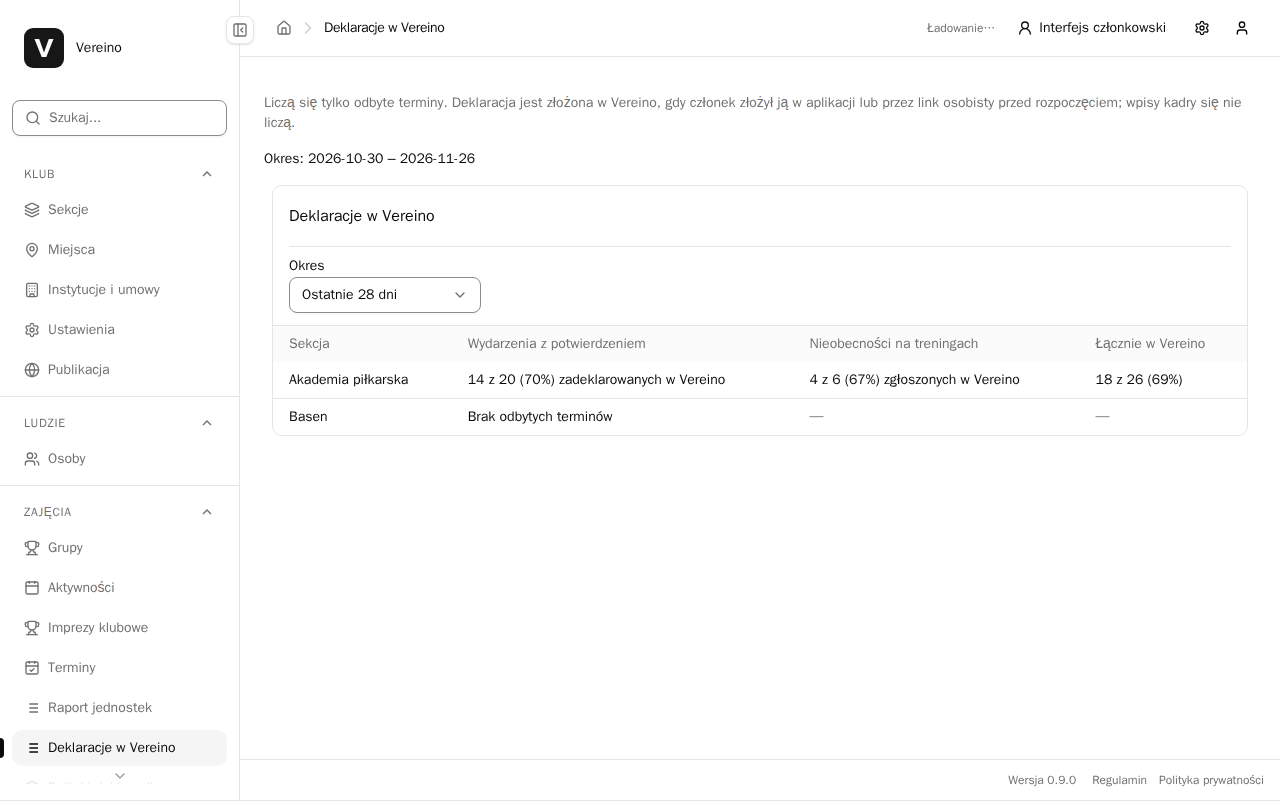 Vereino
Deklaracje w Vereino
Ładowanie···
Interfejs członkowski
Szukaj...
KLUB
Sekcje
Miejsca
Instytucje i umowy
Ustawienia
Publikacja
LUDZIE
Osoby
ZAJĘCIA
Grupy
Aktywności
Imprezy klubowe
Terminy
Raport jednostek
Deklaracje w Vereino
Liczą się tylko odbyte terminy. Deklaracja jest złożona w Vereino, gdy członek złożył ją w aplikacji lub przez link osobisty przed rozpoczęciem; wpisy kadry się nie
liczą.
Okres: 2026-10-30 – 2026-11-26
Deklaracje w Vereino
Okres
Ostatnie 28 dni
Sekcja Wydarzenia z potwierdzeniem Nieobecności na treningach Łącznie w Vereino
Akademia piłkarska 14 z 20 (70%) zadeklarowanych w Vereino 4 z 6 (67%) zgłoszonych w Vereino 18 z 26 (69%)
Basen Brak odbytych terminów — —
Wersja 0.9.0 Regulamin Polityka prywatności